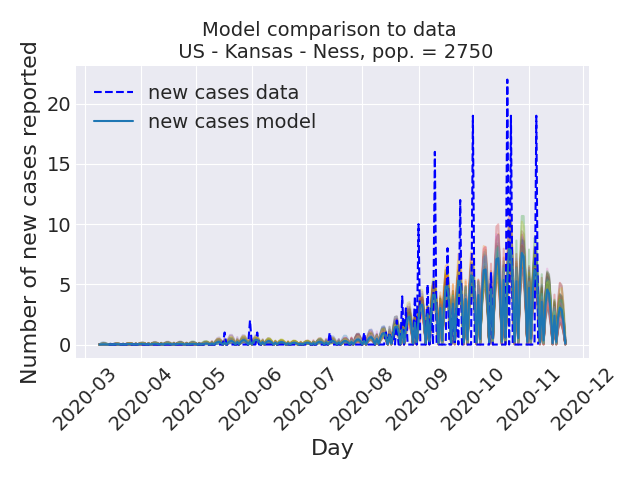 Model comparison to data
US - Kansas - Ness, pop. = 2750
Number of new cases reported
new cases data
new cases model
20
15
10
5
0
2020-03
2020-04
2020-05
2020-06
2020-07
2020-08
2020-09
2020-10
2020-11
2020-12
Day